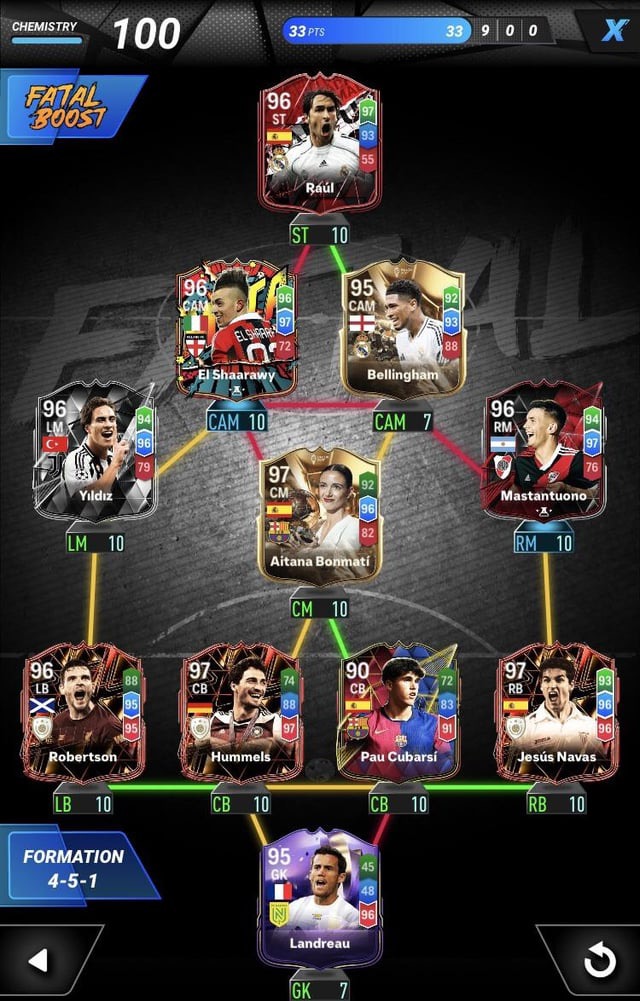 CHEMISTRY 100 33 PTS 33 9 0 0 X
FATAL
BOOST
96
ST
97
93
55
Raúl
ST 10
96
CAM
96
97
72
EL SHAARAWY
El Shaarawy
CAM 10
95
CAM
92
93
88
Bellingham
CAM 7
96
LM
94
96
79
Yıldız
LM 10
97
CM
92
96
82
Aitana Bonmatí
CM 10
96
RM
94
97
76
Mastantuono
RM 10
96
LB
88
95
95
Robertson
LB 10
97
CB
74
88
97
Hummels
CB 10
90
CB
72
83
91
Pau Cubarsí
CB 10
97
RB
93
96
96
Jesús Navas
RB 10
FORMATION
4-5-1
95
GK
45
48
96
Landreau
GK 7